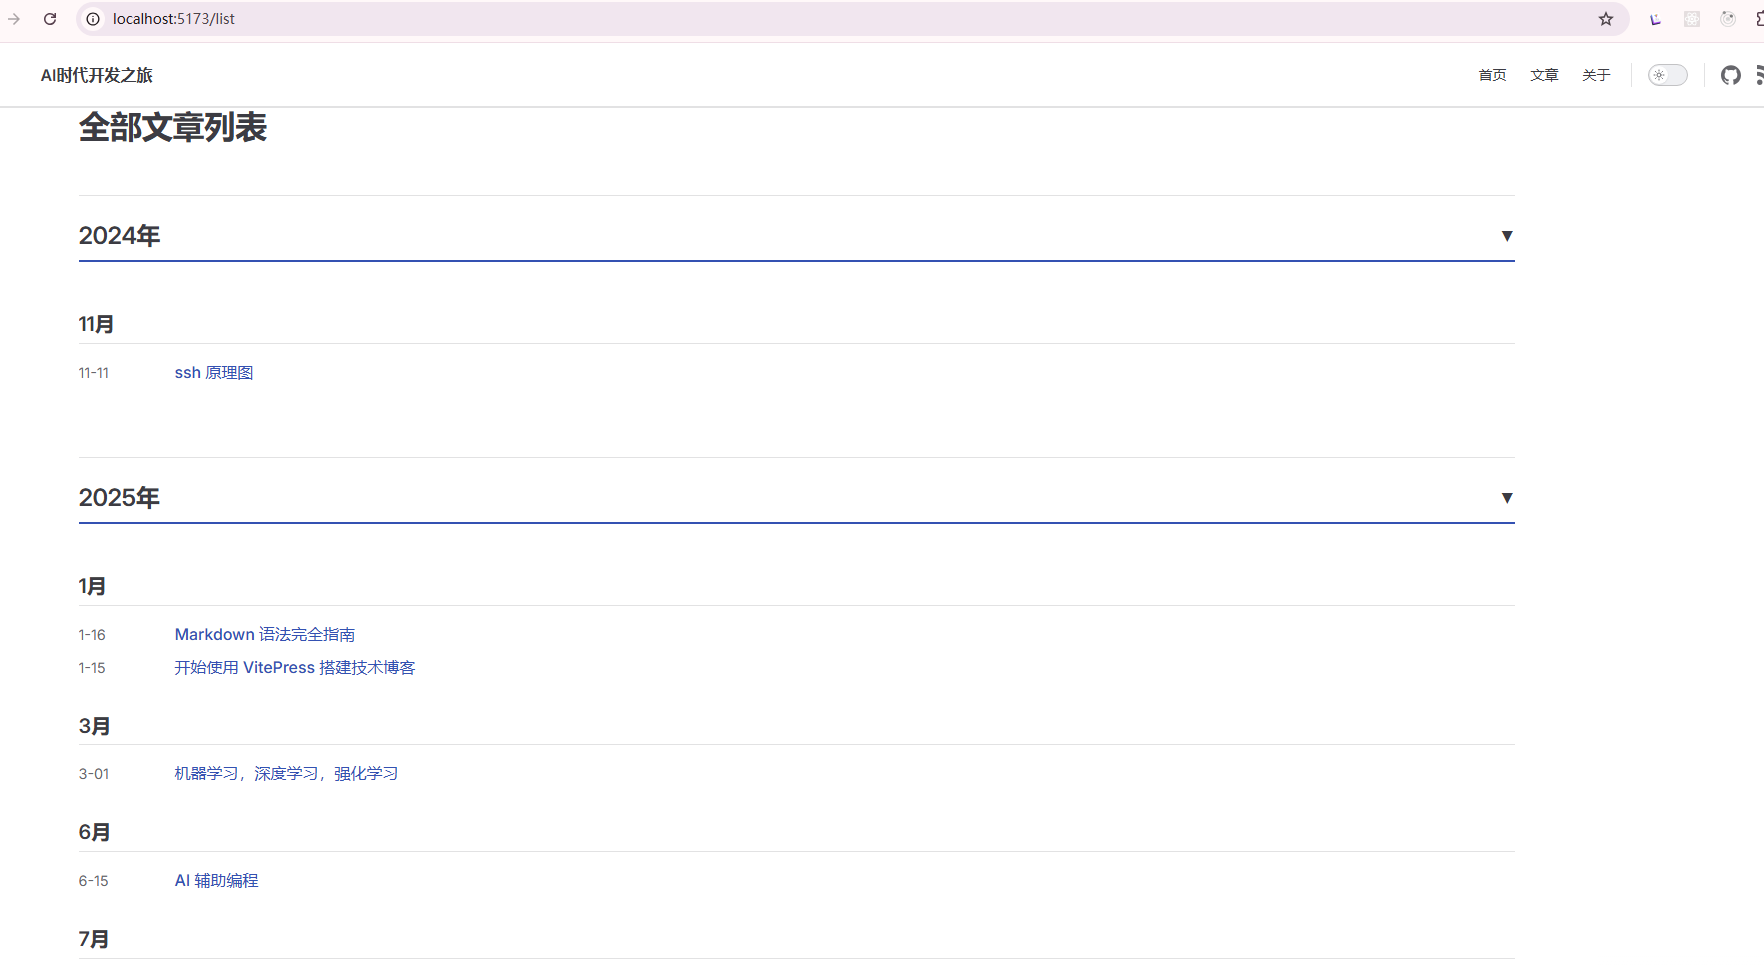 localhost:5173/list
AI时代开发之旅
首页 文章 关于
全部文章列表
2024年 ▼
11月
11-11 ssh 原理图
2025年 ▼
1月
1-16 Markdown 语法完全指南
1-15 开始使用 VitePress 搭建技术博客
3月
3-01 机器学习，深度学习，强化学习
6月
6-15 AI 辅助编程
7月